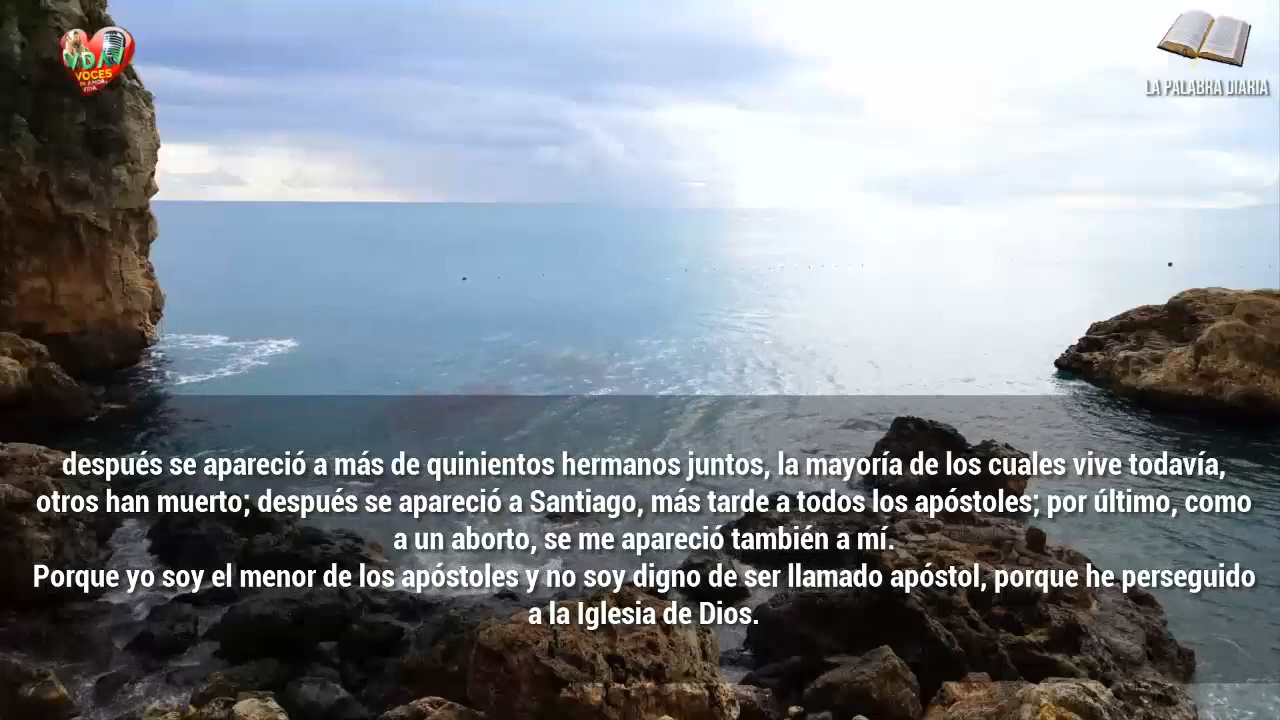 VDA
VOCES
LA PALABRA DIARIA
después se apareció a más de quinientos hermanos juntos, la mayoría de los cuales vive todavía,
otros han muerto; después se apareció a Santiago, más tarde a todos los apóstoles; por último, como
a un aborto, se me apareció también a mí.
Porque yo soy el menor de los apóstoles y no soy digno de ser llamado apóstol, porque he perseguido
a la Iglesia de Dios.